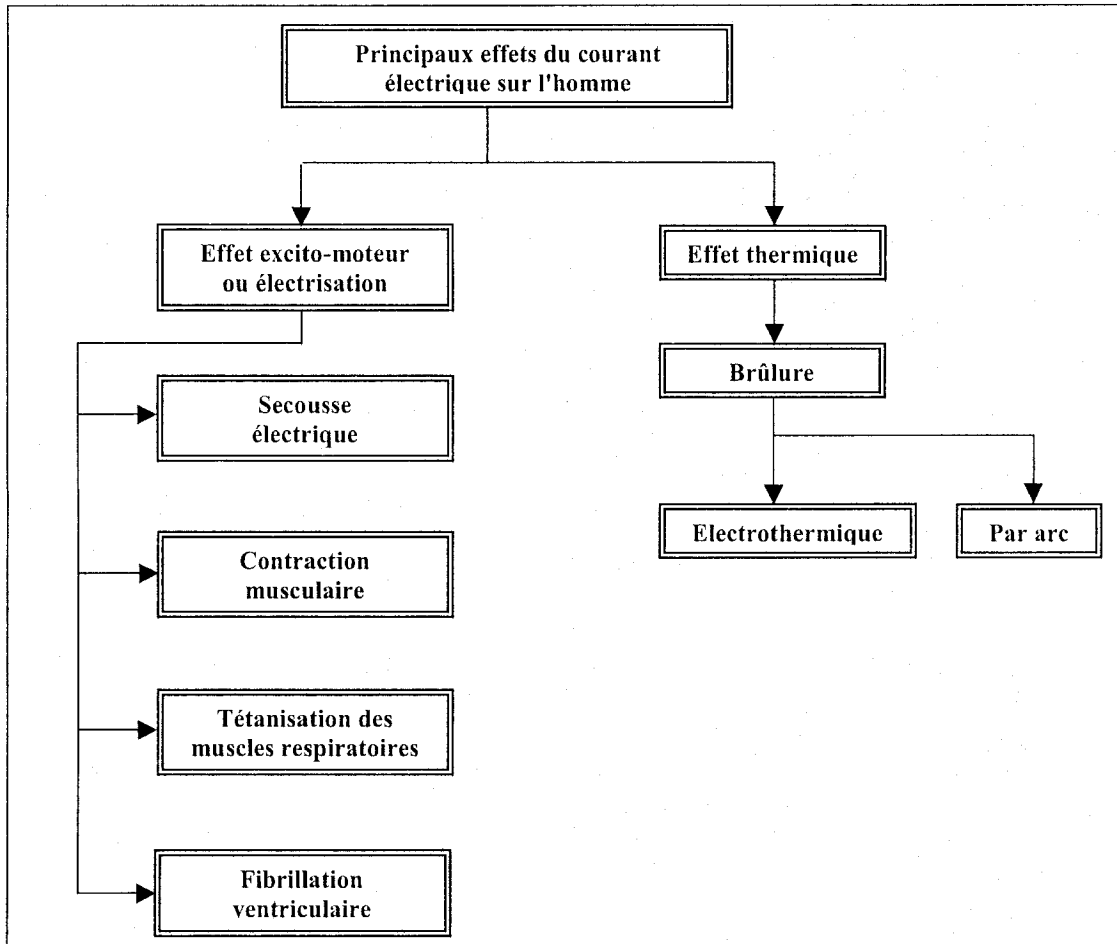 Principaux effets du courant
électrique sur l'homme
Effet excito-moteur
ou électrisation
Effet thermique
Brûlure
Secousse
électrique
Electrothermique
Par arc
Contraction
musculaire
Tétanisation des
muscles respiratoires
Fibrillation
ventriculaire